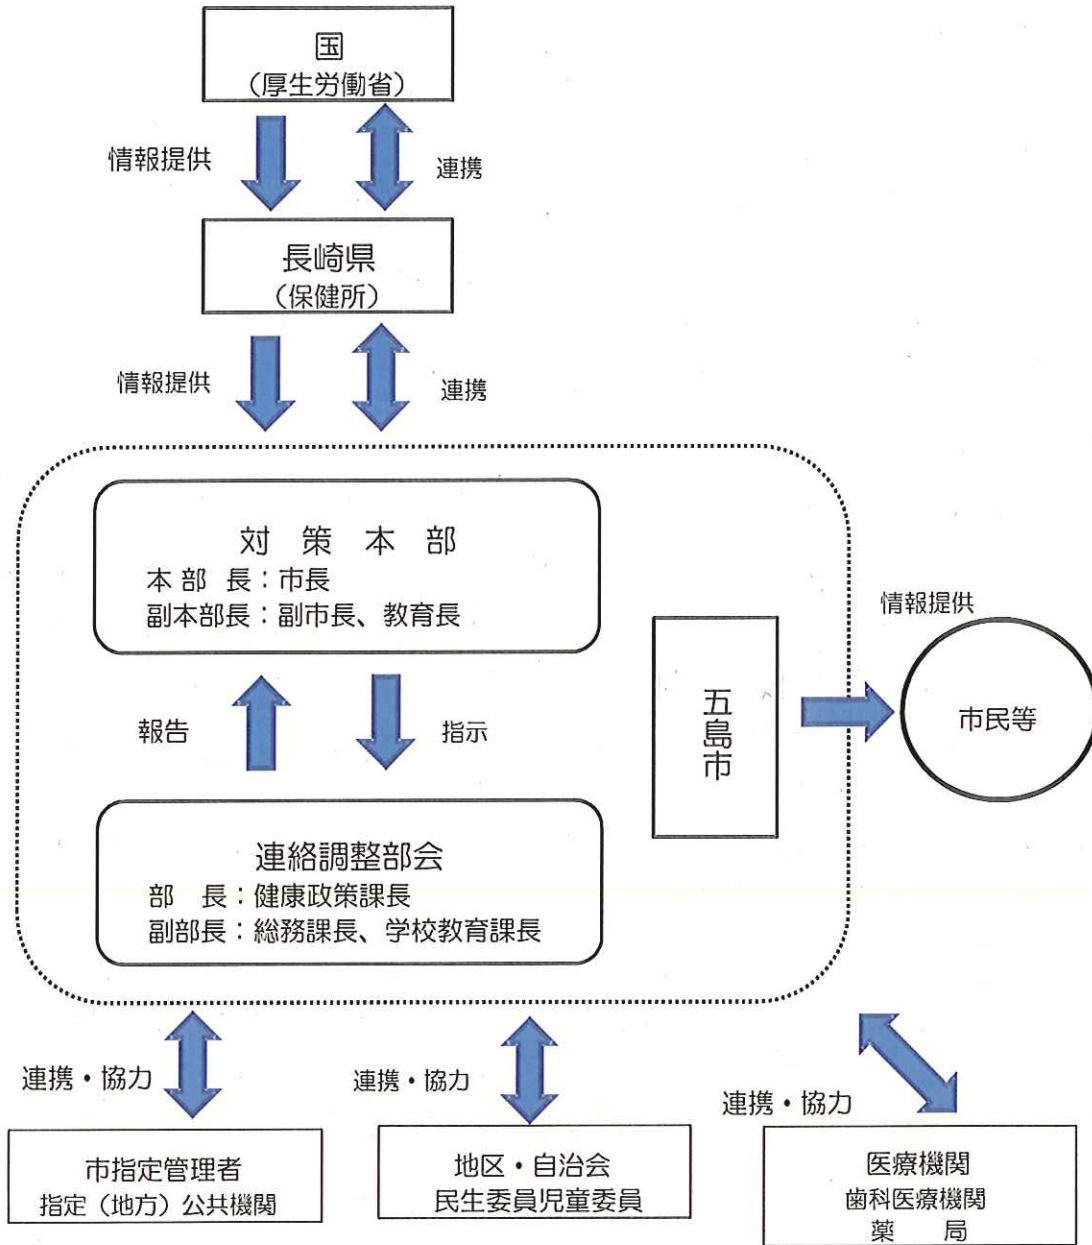 国
（厚生労働省）
情報提供
連携
長崎県
（保健所）
情報提供
連携
対 策 本 部
本 部 長：市長
副本部長：副市長、教育長
報告
指示
連絡調整部会
部 長：健康政策課長
副部長：総務課長、学校教育課長
五島市
情報提供
市民等
連携・協力
連携・協力
連携・協力
市指定管理者
指定（地方）公共機関
地区・自治会
民生委員児童委員
医療機関
歯科医療機関
薬 局